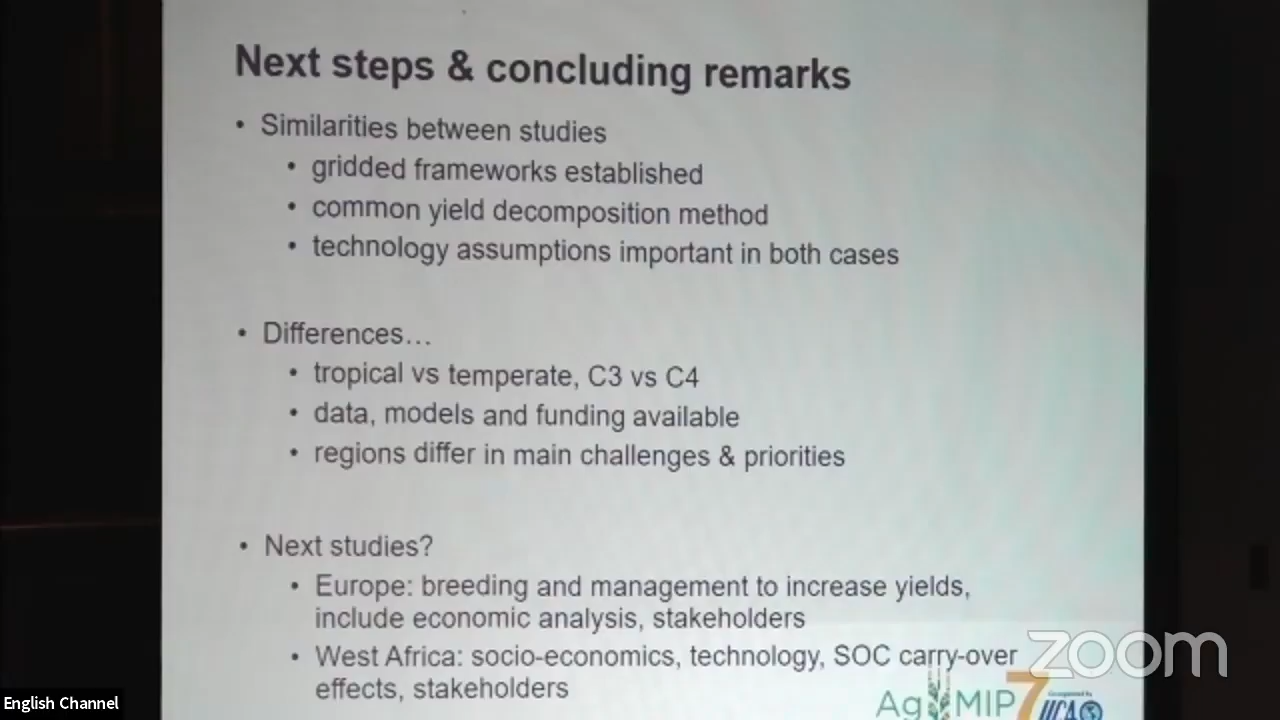 Next steps & concluding remarks
• Similarities between studies
• gridded frameworks established
• common yield decomposition method
• technology assumptions important in both cases
• Differences...
• tropical vs temperate, C3 vs C4
• data, models and funding available
• regions differ in main challenges & priorities
• Next studies?
• Europe: breeding and management to increase yields,
include economic analysis, stakeholders
• West Africa: socio-economics, technology, SOC carry-over
effects, stakeholders
zoom
AgMIP7
IICA
English Channel